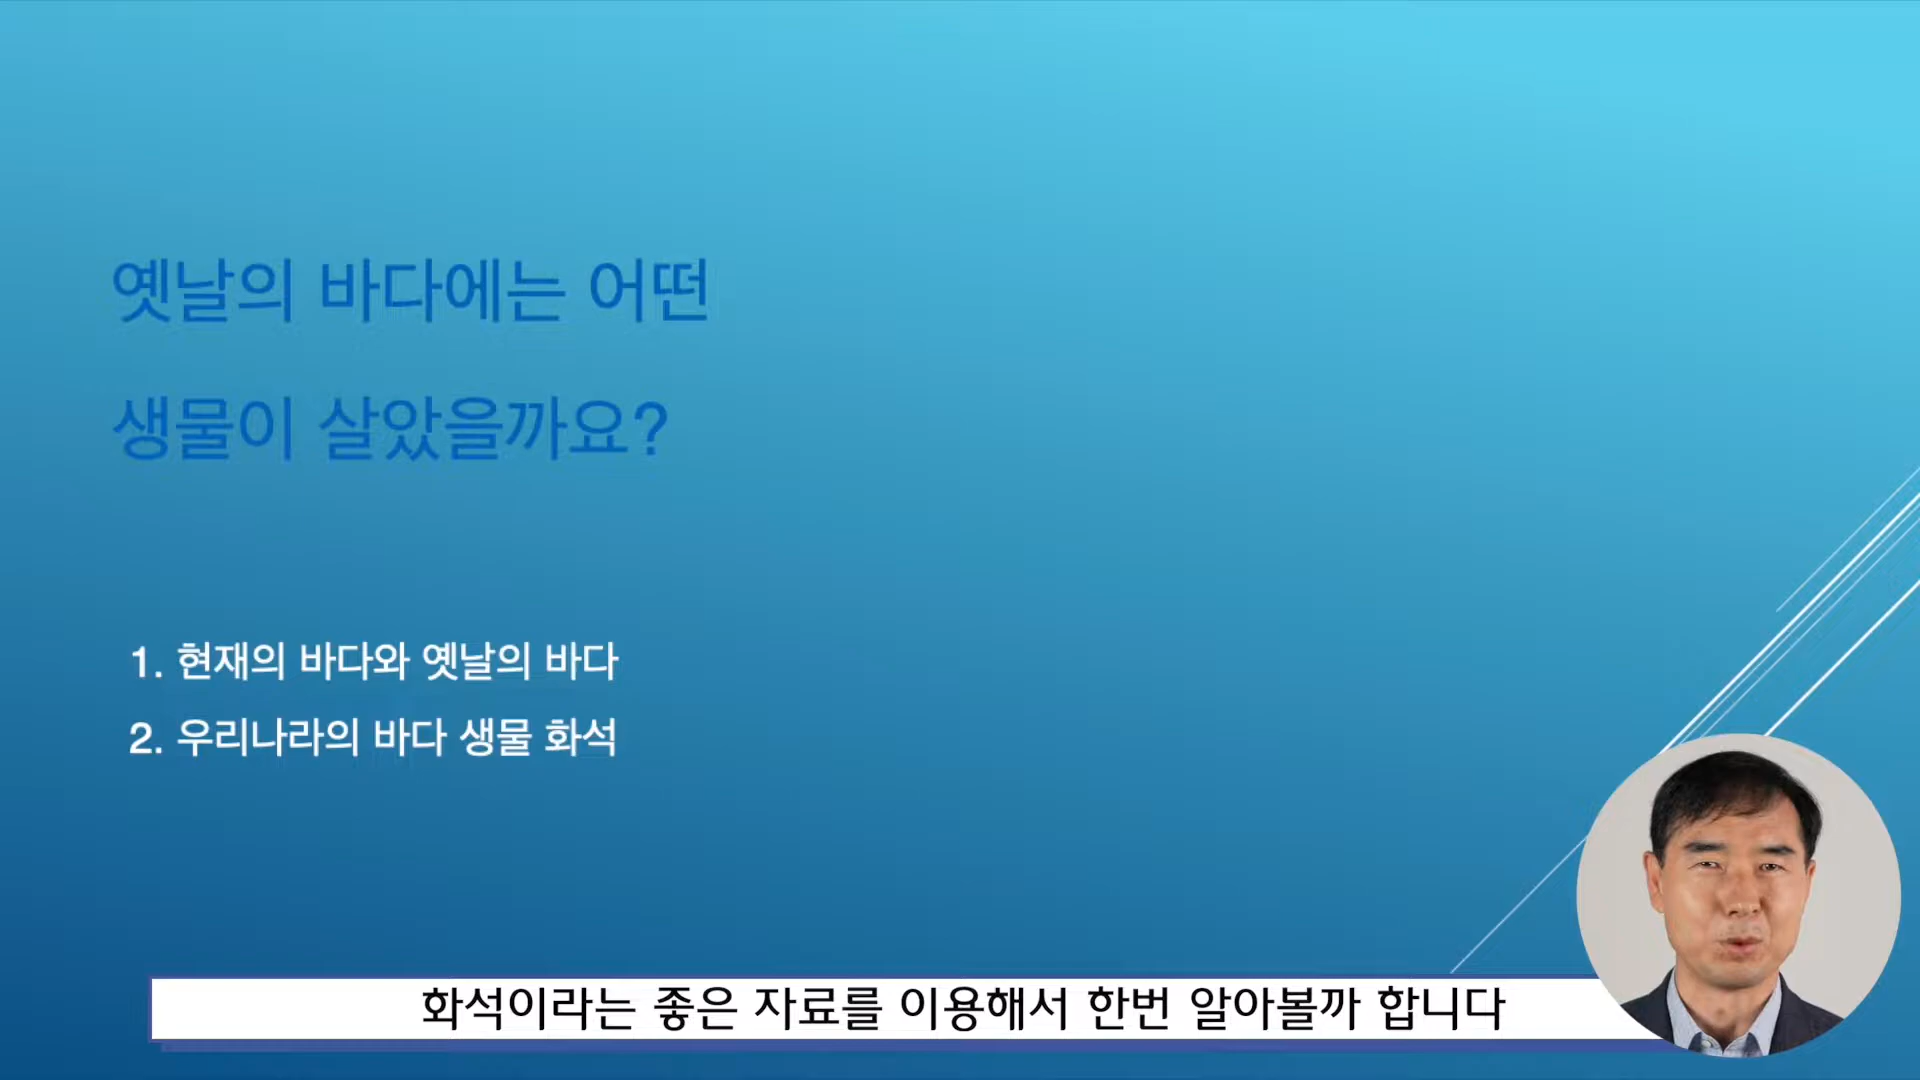 옛날의 바다에는 어떤
생물이 살았을까요?
1. 현재의 바다와 옛날의 바다
2. 우리나라의 바다 생물 화석
화석이라는 좋은 자료를 이용해서 한번 알아볼까 합니다